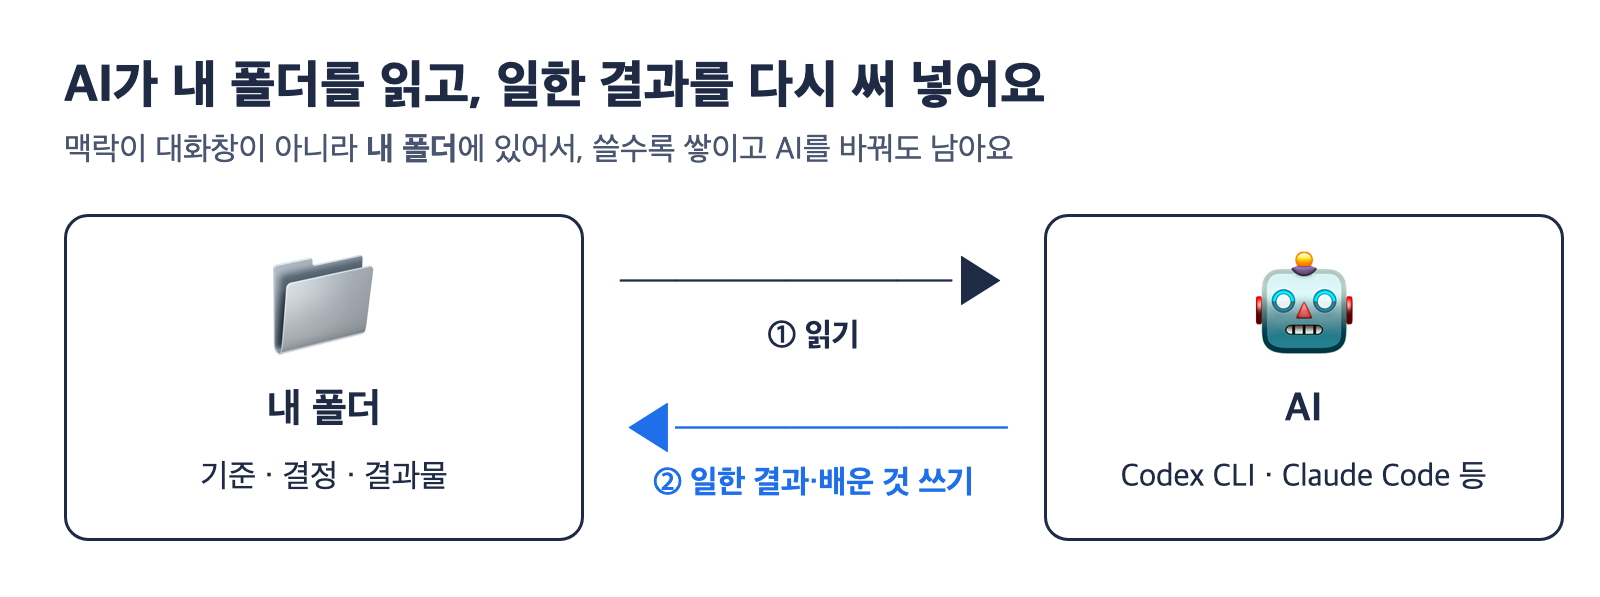 AI가 내 폴더를 읽고, 일한 결과를 다시 써 넣어요
맥락이 대화창이 아니라 내 폴더에 있어서, 쓸수록 쌓이고 AI를 바꿔도 남아요
① 읽기
내 폴더
기준 · 결정 · 결과물
② 일한 결과·배운 것 쓰기
AI
Codex CLI · Claude Code 등